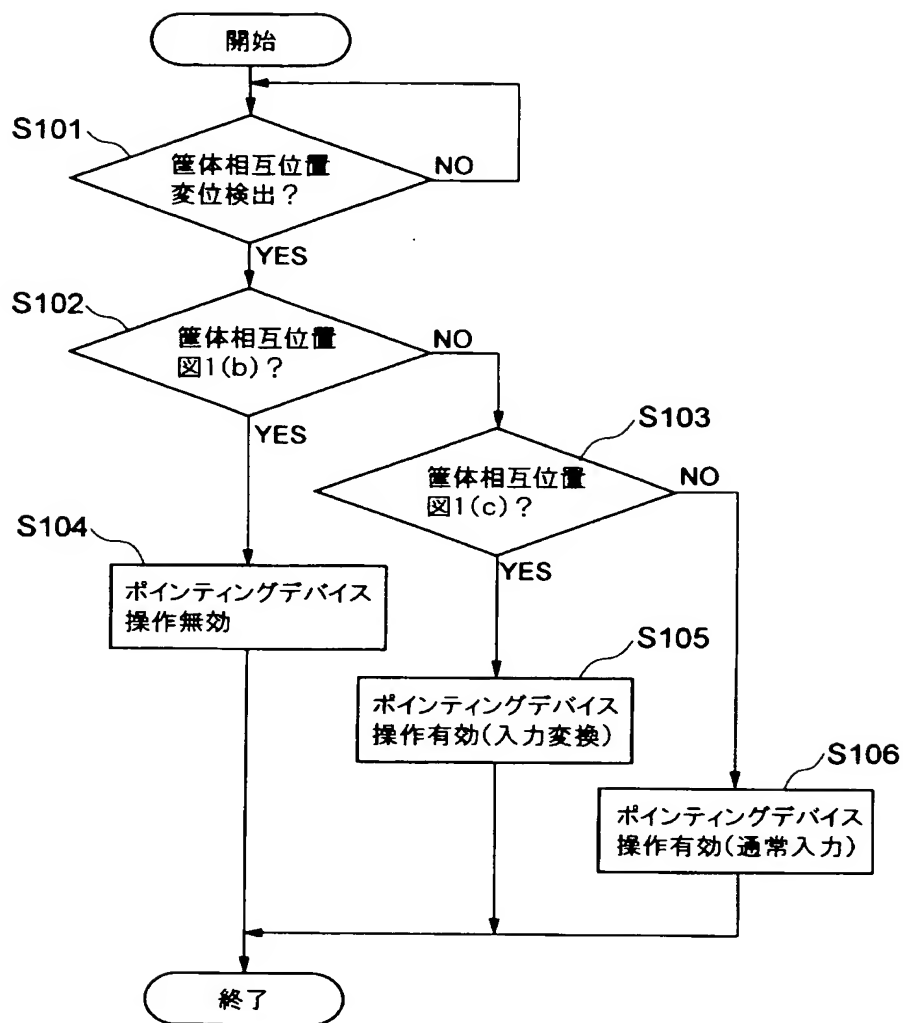 開始
S101
筐体相互位置
変位検出？
NO
YES
S102
筐体相互位置
図1(b)？
NO
YES
S103
筐体相互位置
図1(c)？
NO
YES
S104
ポインティングデバイス
操作無効
S105
ポインティングデバイス
操作有効(入力変換)
S106
ポインティングデバイス
操作有効(通常入力)
終了